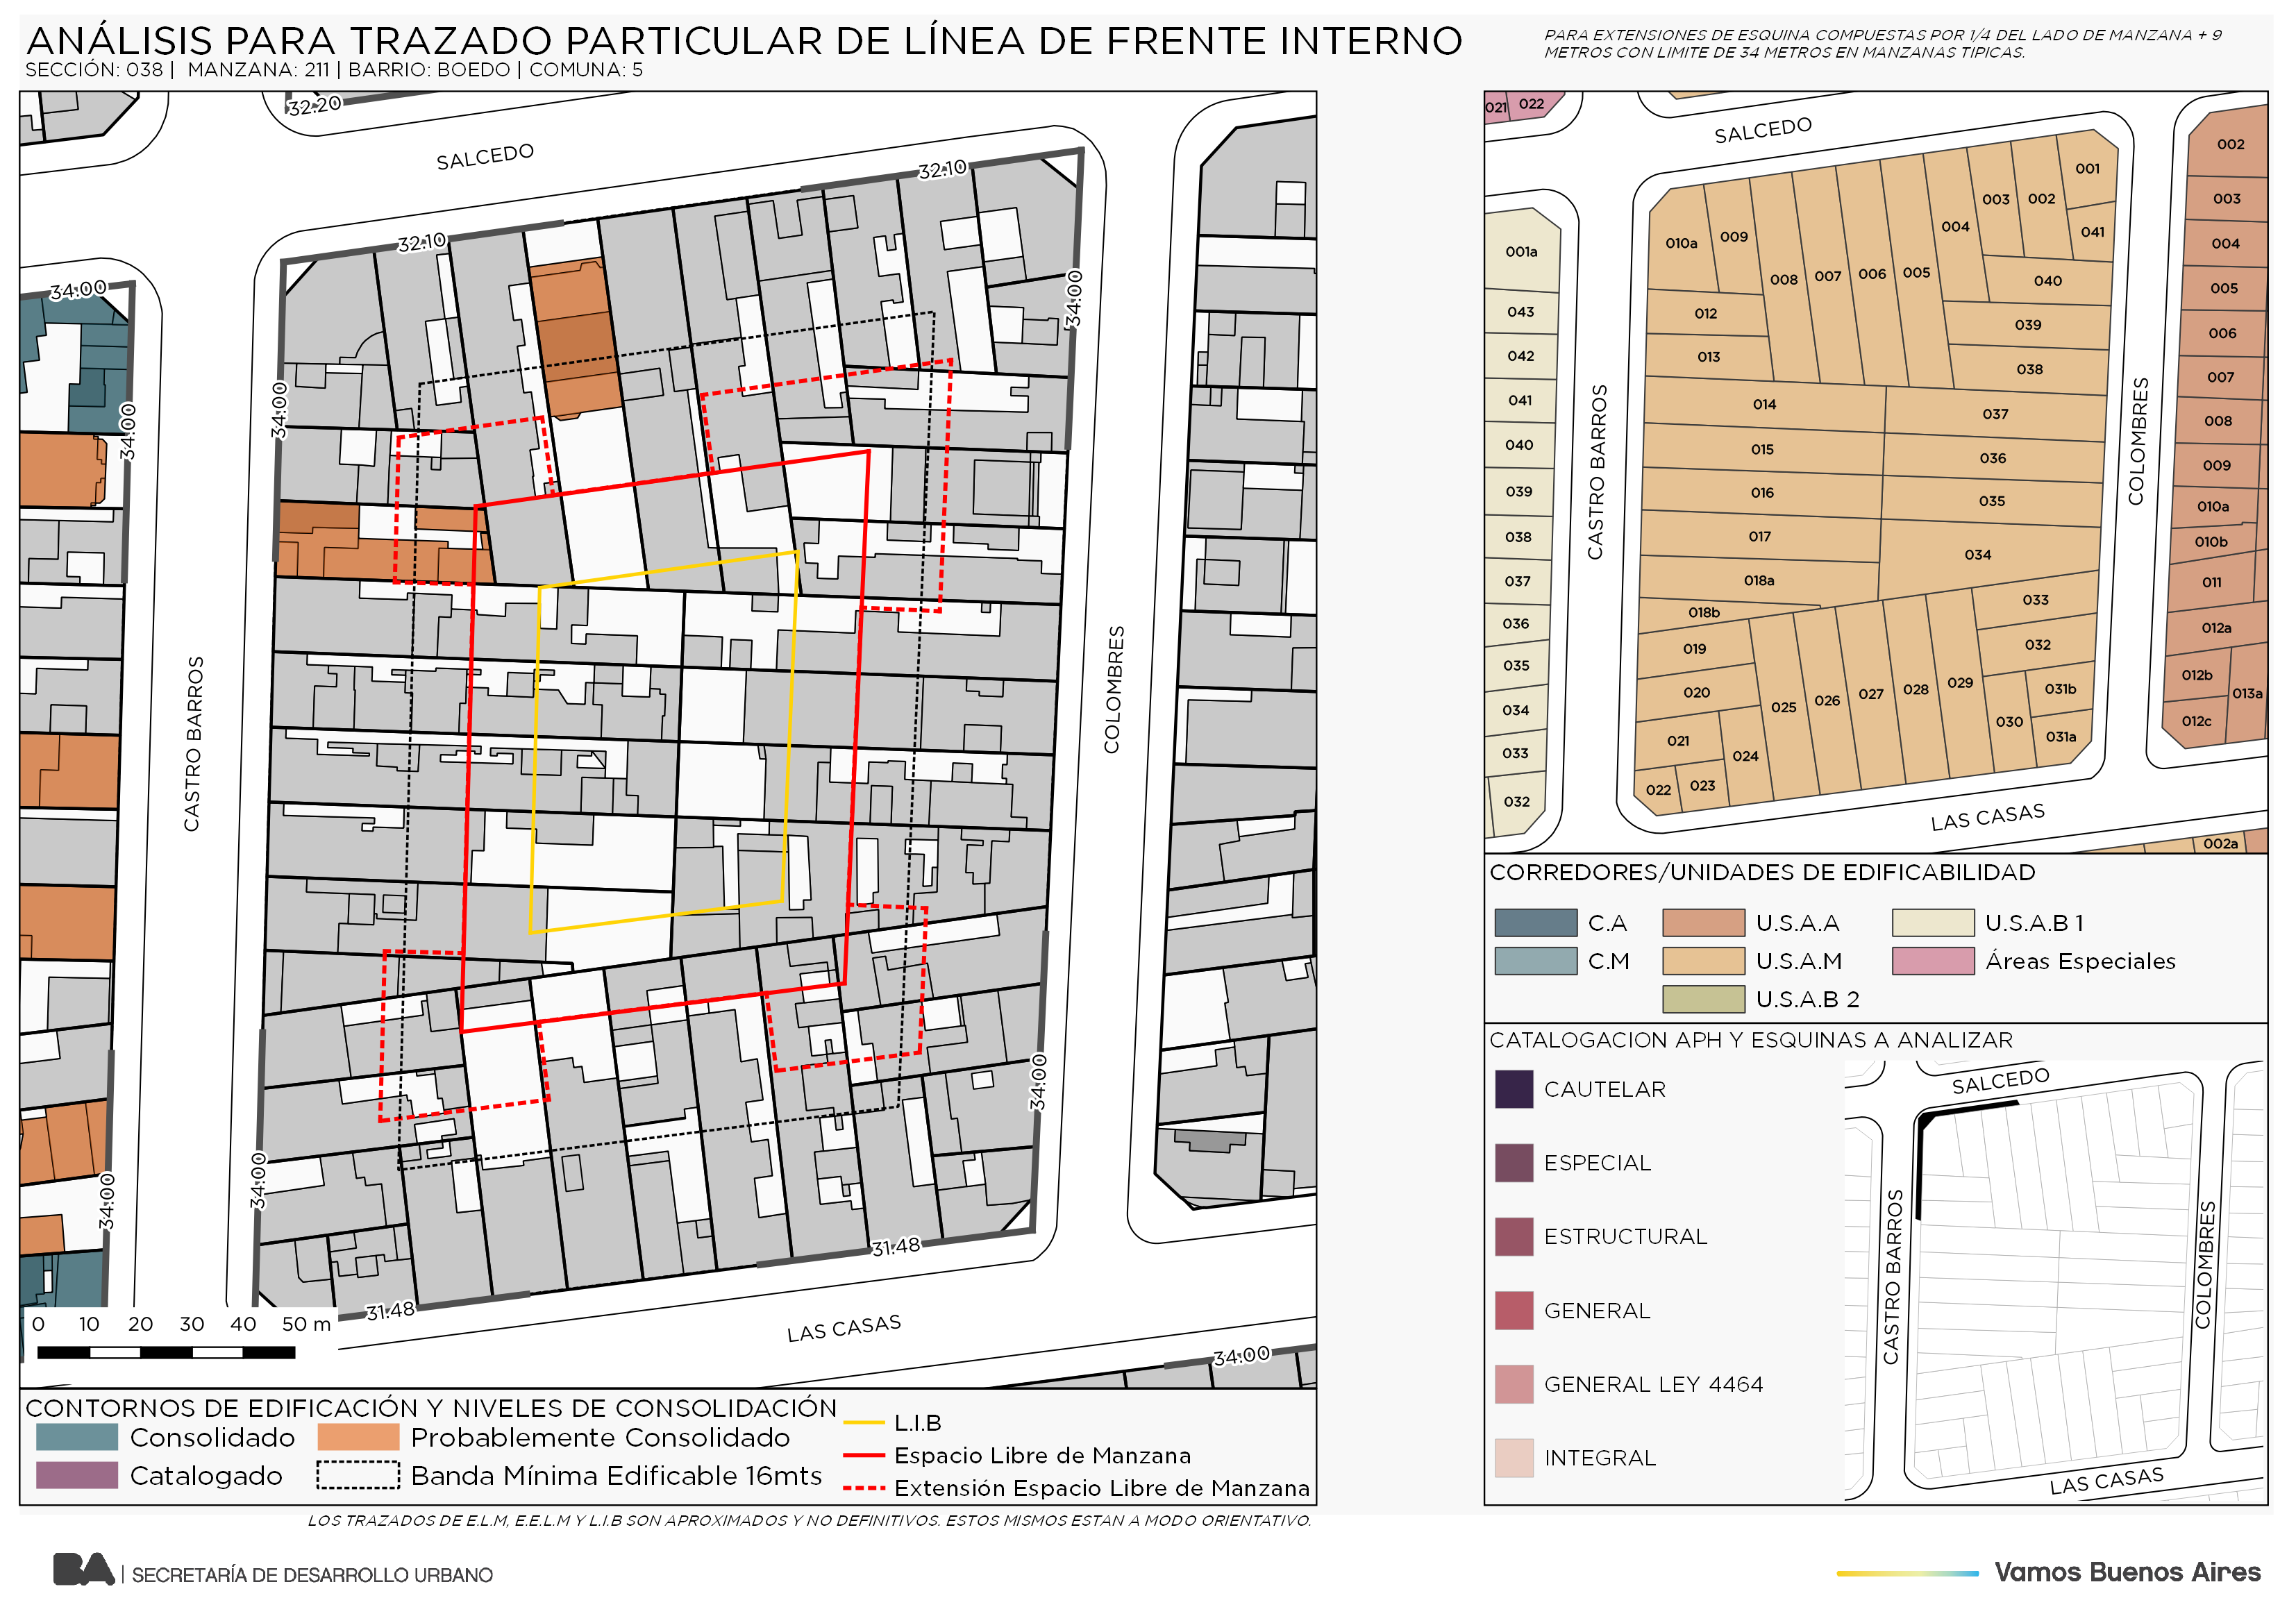 ANÁLISIS PARA TRAZADO PARTICULAR DE LÍNEA DE FRENTE INTERNO
SECCIÓN: 038 | MANZANA: 211 | BARRIO: BOEDO | COMUNA: 5
PARA EXTENSIONES DE ESQUINA COMPUESTAS POR 1/4 DEL LADO DE MANZANA + 9
METROS CON LIMITE DE 34 METROS EN MANZANAS TIPICAS.
32.20
SALCEDO
32.10
32.10
34.00
34.00
34.00
34.00
CASTRO BARROS
COLOMBRES
34.00
34.00
34.00
31.48
31.48
LAS CASAS
34.00
0 10 20 30 40 50 m
CONTORNOS DE EDIFICACIÓN Y NIVELES DE CONSOLIDACIÓN
Consolidado
Probablemente Consolidado
Catalogado
Banda Mínima Edificable 16mts
L.I.B
Espacio Libre de Manzana
Extensión Espacio Libre de Manzana
LOS TRAZADOS DE E.L.M, E.E.L.M Y L.I.B SON APROXIMADOS Y NO DEFINITIVOS. ESTOS MISMOS ESTAN A MODO ORIENTATIVO.
021 022
SALCEDO
CASTRO BARROS
COLOMBRES
LAS CASAS
001a
043
042
041
040
039
038
037
036
035
034
033
032
010a
009
008
007
006
005
004
003
002
001
041
040
039
038
012
013
014
015
016
017
018a
018b
037
036
035
034
033
032
031b
031a
019
020
021
022
023
024
025
026
027
028
029
030
002
003
004
005
006
007
008
009
010a
010b
011
012a
012b
013a
012c
002a
CORREDORES/UNIDADES DE EDIFICABILIDAD
C.A
U.S.A.A
U.S.A.B 1
C.M
U.S.A.M
Áreas Especiales
U.S.A.B 2
CATALOGACION APH Y ESQUINAS A ANALIZAR
CAUTELAR
ESPECIAL
ESTRUCTURAL
GENERAL
GENERAL LEY 4464
INTEGRAL
SALCEDO
CASTRO BARROS
COLOMBRES
LAS CASAS
BA | SECRETARÍA DE DESARROLLO URBANO
Vamos Buenos Aires